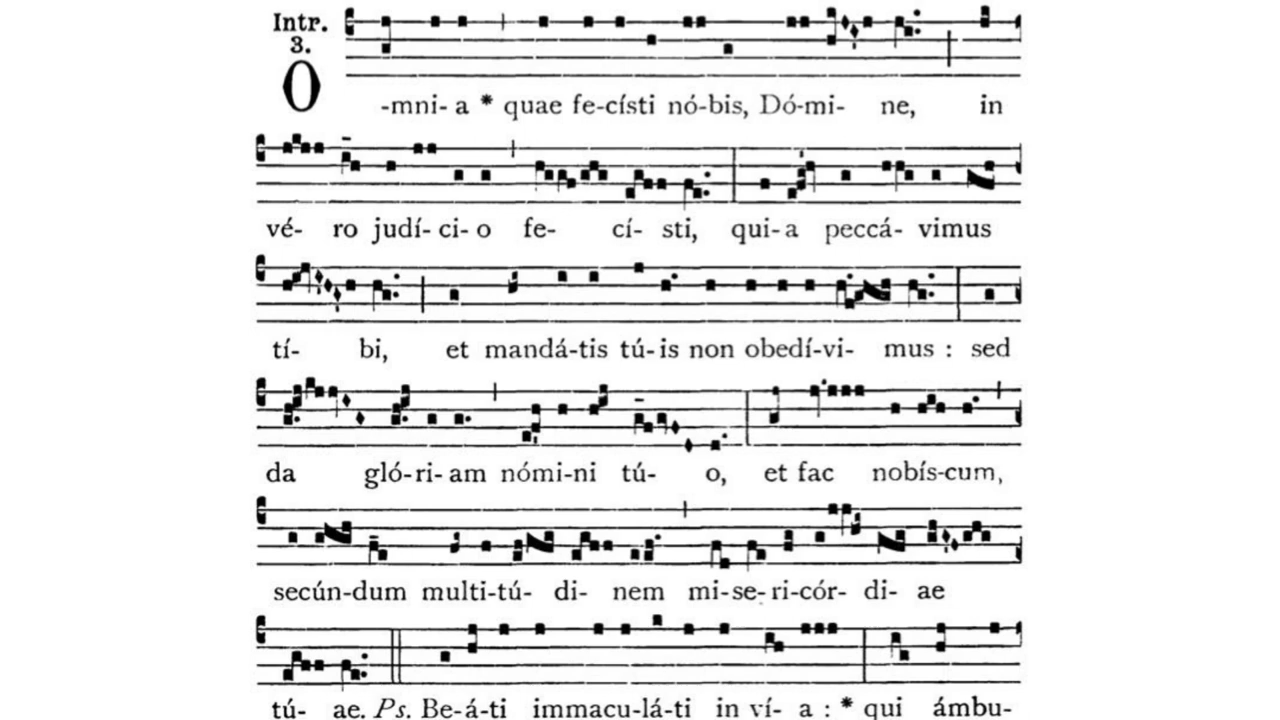 Intr.
3.
O-mni- a * quae fe-císti nó-bis, Dó-mi- ne, in
vé- ro judí- ci- o fe- cí- sti, qui- a peccá- vimus
tí- bi, et mandá-tis tú- is non obedí-vi- mus : sed
da gló-ri- am nómi-ni tú- o, et fac nobís-cum,
secún-dum multi-tú- di- nem mi-se- ri-cór- di- ae
tú- ae. Ps. Be-á-ti immacu-lá-ti in ví- a : * qui ámbu-